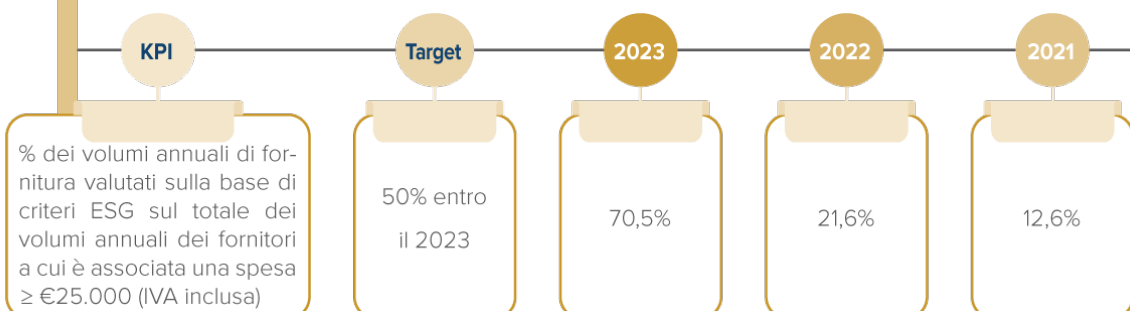 KPI
Target
2023
2022
2021
% dei volumi annuali di for-
nitura valutati sulla base di
criteri ESG sul totale dei
volumi annuali dei fornitori
a cui è associata una spesa
≥ €25.000 (IVA inclusa)
50% entro
il 2023
70,5%
21,6%
12,6%